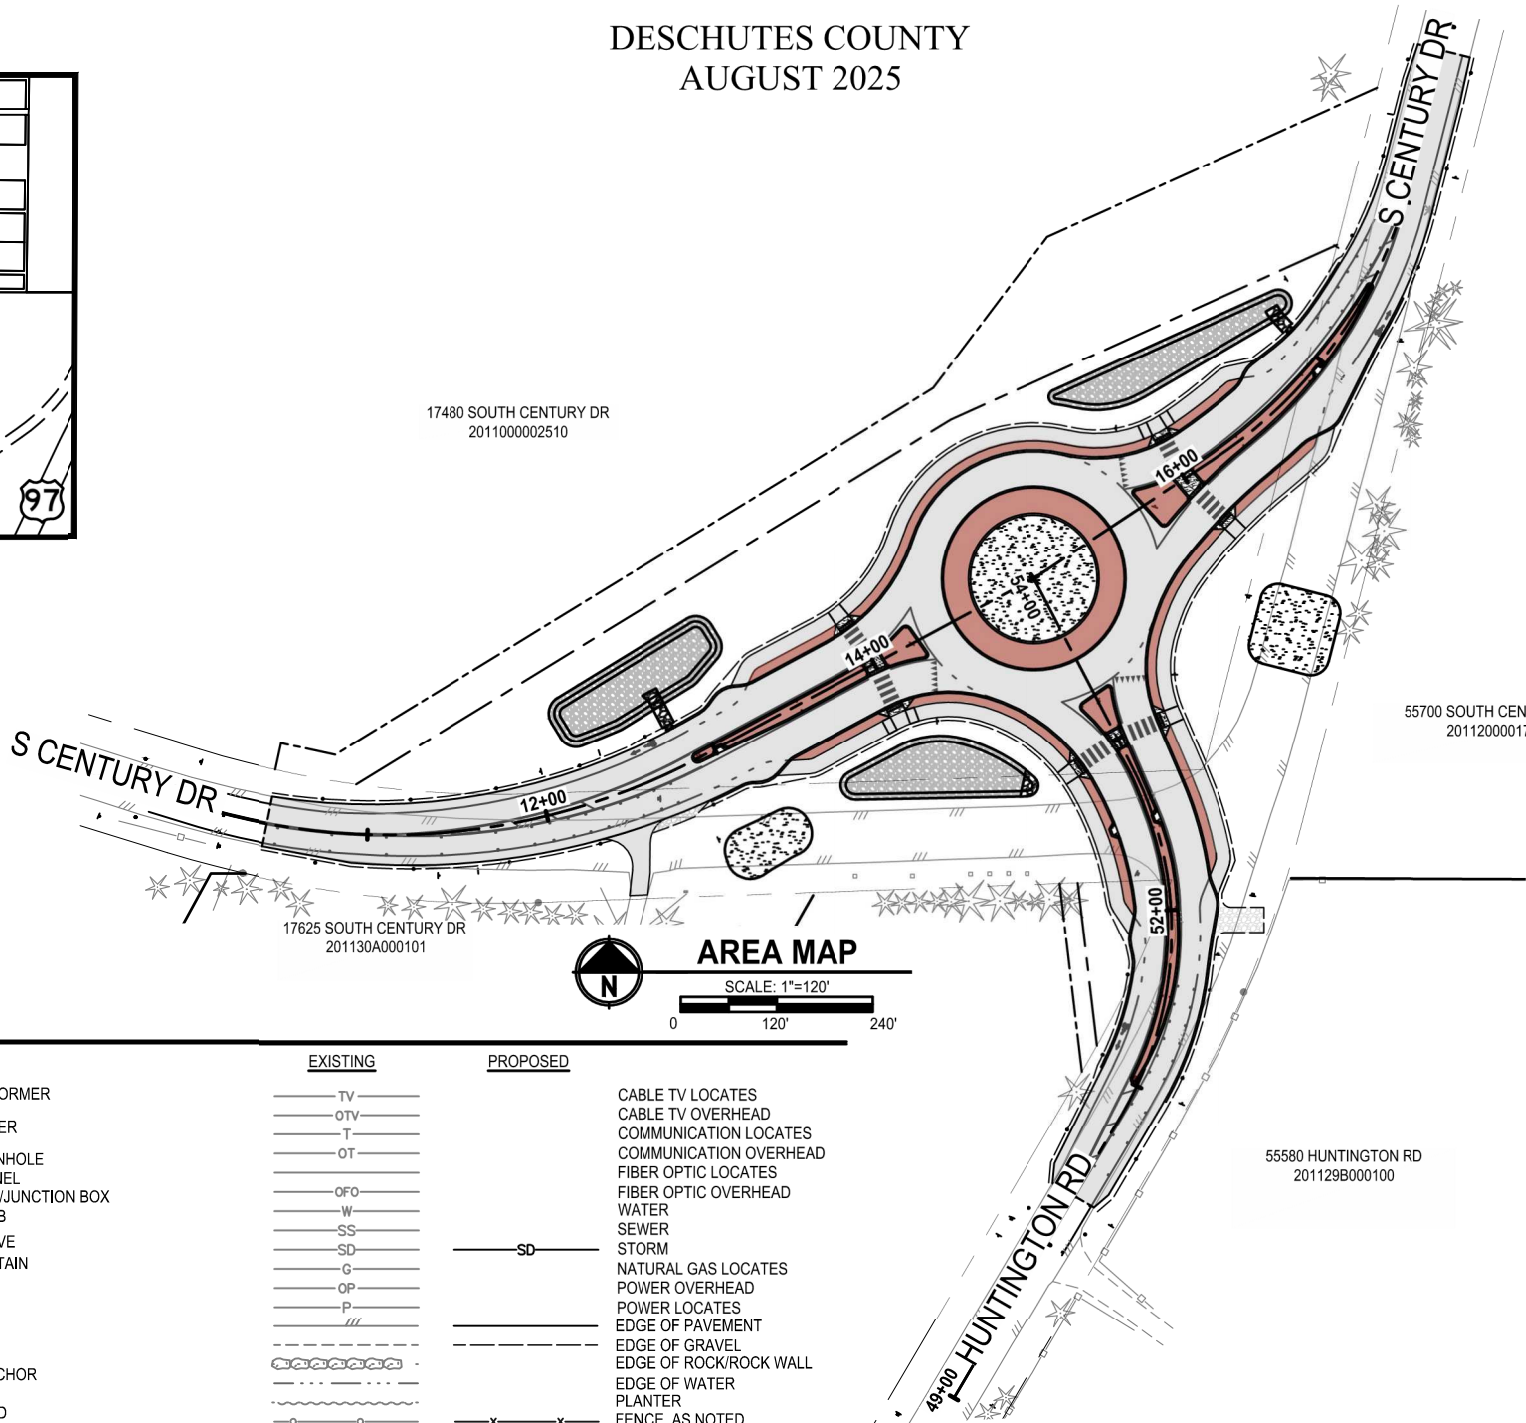 DESCHUTES COUNTY
AUGUST 2025
S CENTURY DR
97
17480 SOUTH CENTURY DR
2011000002510
16+00
54+00
14+00
S CENTURY DR
12+00
55700 SOUTH CEN
2011200001
52+00
17625 SOUTH CENTURY DR
201130A000101
N
AREA MAP
SCALE: 1"=120'
0 120' 240'
55580 HUNTINGTON RD
201129B000100
HUNTINGTON RD
49+00
EXISTING PROPOSED
ORMER
ER
NHOLE
NEL
/JUNCTION BOX
B
VE
TAIN
CHOR
D
TV CABLE TV LOCATES
OTV CABLE TV OVERHEAD
T COMMUNICATION LOCATES
OT COMMUNICATION OVERHEAD
FIBER OPTIC LOCATES
OFO FIBER OPTIC OVERHEAD
W WATER
SS SEWER
SD SD STORM
G NATURAL GAS LOCATES
OP POWER OVERHEAD
P POWER LOCATES
EDGE OF PAVEMENT
EDGE OF GRAVEL
EDGE OF ROCK/ROCK WALL
EDGE OF WATER
PLANTER
FENCE, AS NOTED